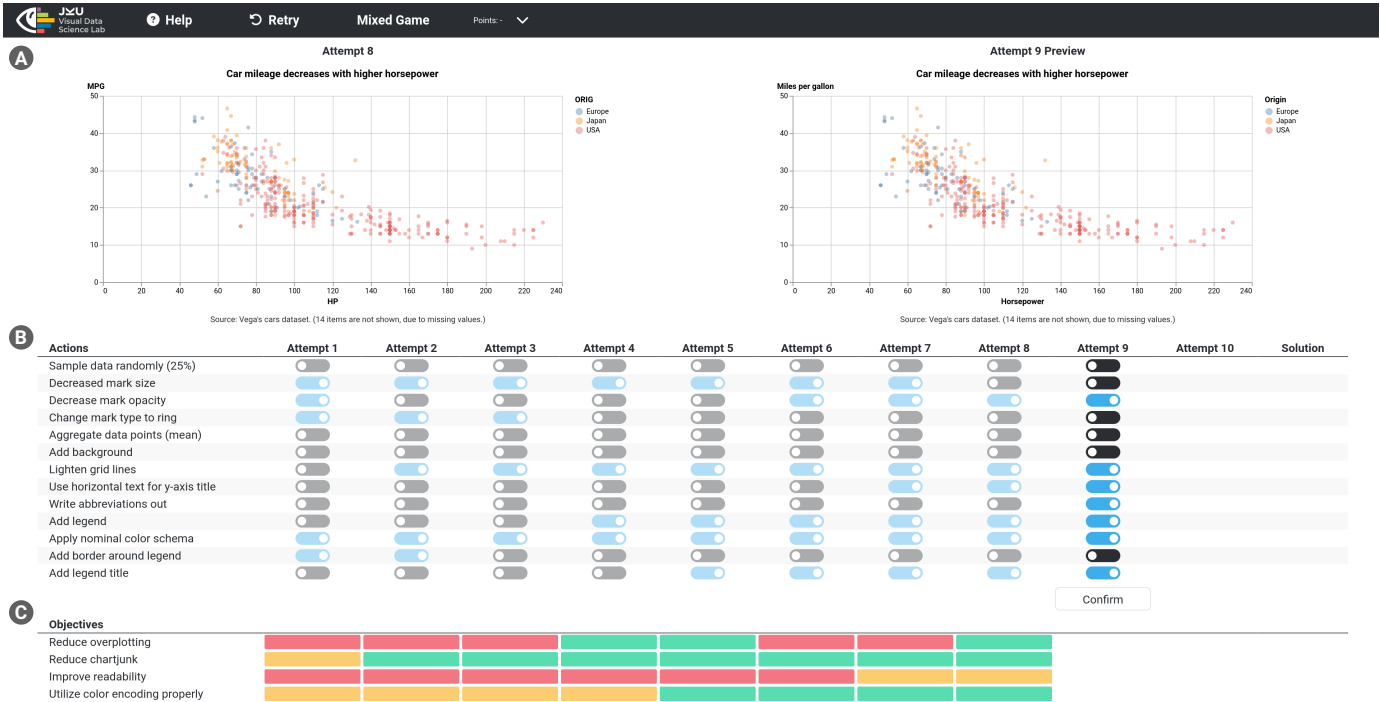 JKU
Visual Data
Science Lab
? Help
Retry
Mixed Game
Points: -
A
Attempt 8
Car mileage decreases with higher horsepower
MPG
50
40
30
20
10
0
0 20 40 60 80 100 120 140 160 180 200 220 240
HP
ORIG
Europe
Japan
USA
Source: Vega's cars dataset. (14 items are not shown, due to missing values.)
Attempt 9 Preview
Car mileage decreases with higher horsepower
Miles per gallon
50
40
30
20
10
0
0 20 40 60 80 100 120 140 160 180 200 220 240
Horsepower
Origin
Europe
Japan
USA
Source: Vega's cars dataset. (14 items are not shown, due to missing values.)
B
Actions Attempt 1 Attempt 2 Attempt 3 Attempt 4 Attempt 5 Attempt 6 Attempt 7 Attempt 8 Attempt 9 Attempt 10 Solution
Sample data randomly (25%)
Decreased mark size
Decrease mark opacity
Change mark type to ring
Aggregate data points (mean)
Add background
Lighten grid lines
Use horizontal text for y-axis title
Write abbreviations out
Add legend
Apply nominal color schema
Add border around legend
Add legend title
Confirm
C
Objectives
Reduce overplotting
Reduce chartjunk
Improve readability
Utilize color encoding properly